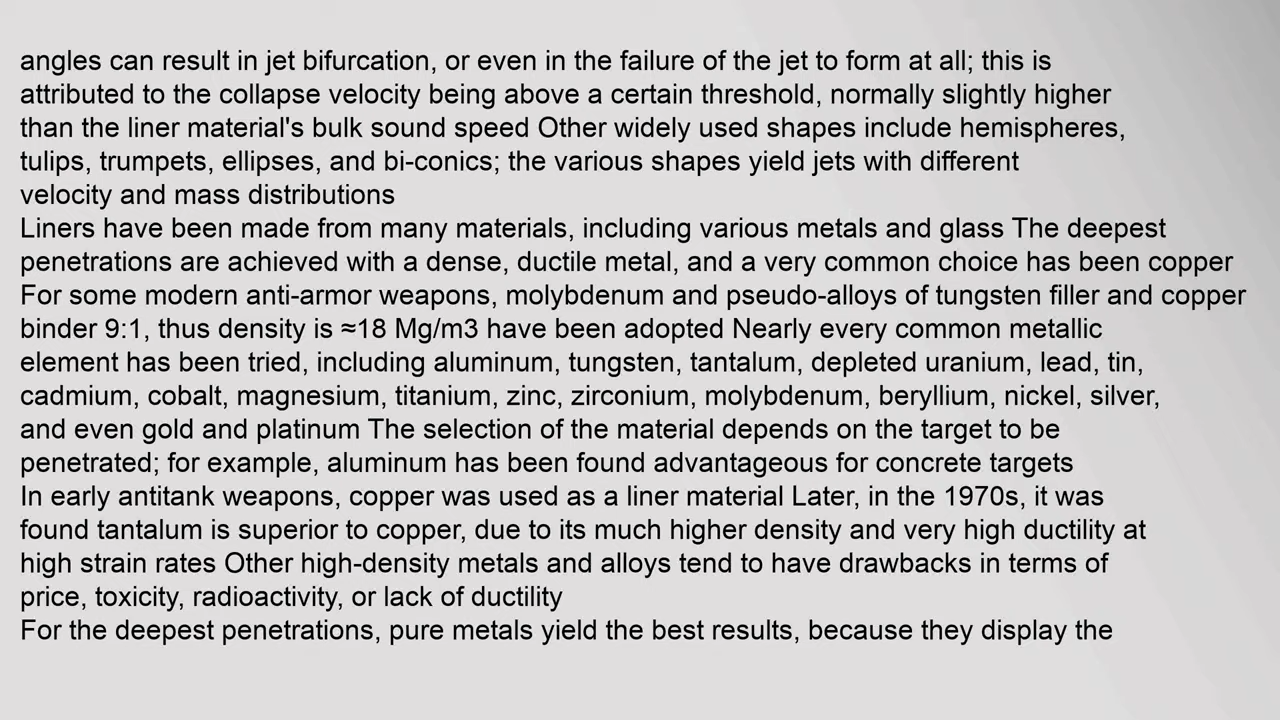 angles can result in jet bifurcation, or even in the failure of the jet to form at all; this is
attributed to the collapse velocity being above a certain threshold, normally slightly higher
than the liner material's bulk sound speed Other widely used shapes include hemispheres,
tulips, trumpets, ellipses, and bi-conics; the various shapes yield jets with different
velocity and mass distributions
Liners have been made from many materials, including various metals and glass The deepest
penetrations are achieved with a dense, ductile metal, and a very common choice has been copper
For some modern anti-armor weapons, molybdenum and pseudo-alloys of tungsten filler and copper
binder 9:1, thus density is ≈18 Mg/m3 have been adopted Nearly every common metallic
element has been tried, including aluminum, tungsten, tantalum, depleted uranium, lead, tin,
cadmium, cobalt, magnesium, titanium, zinc, zirconium, molybdenum, beryllium, nickel, silver,
and even gold and platinum The selection of the material depends on the target to be
penetrated; for example, aluminum has been found advantageous for concrete targets
In early antitank weapons, copper was used as a liner material Later, in the 1970s, it was
found tantalum is superior to copper, due to its much higher density and very high ductility at
high strain rates Other high-density metals and alloys tend to have drawbacks in terms of
price, toxicity, radioactivity, or lack of ductility
For the deepest penetrations, pure metals yield the best results, because they display the